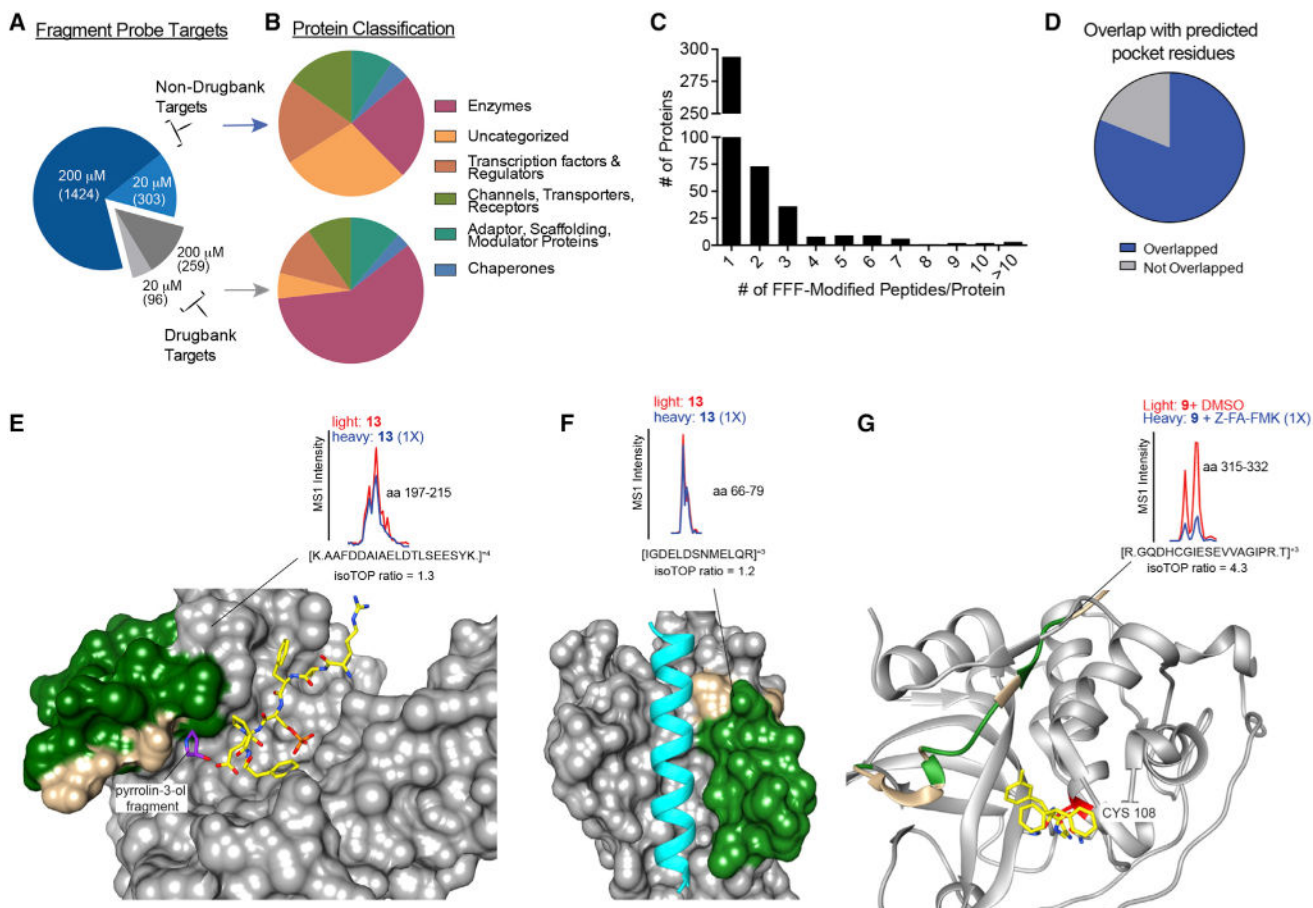 A
Fragment Probe Targets
Non-Drugbank
Targets
200 µM
(1424)
20 µM
(303)
200 µM
(259)
20 µM
(96)
Drugbank
Targets
B
Protein Classification
Enzymes
Uncategorized
Transcription factors &
Regulators
Channels, Transporters,
Receptors
Adaptor, Scaffolding,
Modulator Proteins
Chaperones
C
# of Proteins
300
275
250
100
75
50
25
0
1 2 3 4 5 6 7 8 9 10 >10
# of FFF-Modified Peptides/Protein
D
Overlap with predicted
pocket residues
Overlapped
Not Overlapped
E
light: 13
heavy: 13 (1X)
MS1 Intensity
aa 197-215
[K.AAFDDAIAELDTLSEESYK.]+4
isoTOP ratio = 1.3
pyrrolin-3-ol
fragment
F
light: 13
heavy: 13 (1X)
MS1 Intensity
aa 66-79
[IGDELDSNMELQR]+3
isoTOP ratio = 1.2
G
Light: 9+ DMSO
Heavy: 9 + Z-FA-FMK (1X)
MS1 Intensity
aa 315-332
[R.GQDHCGIESEVVAGIPR.T]+3
isoTOP ratio = 4.3
CYS 108